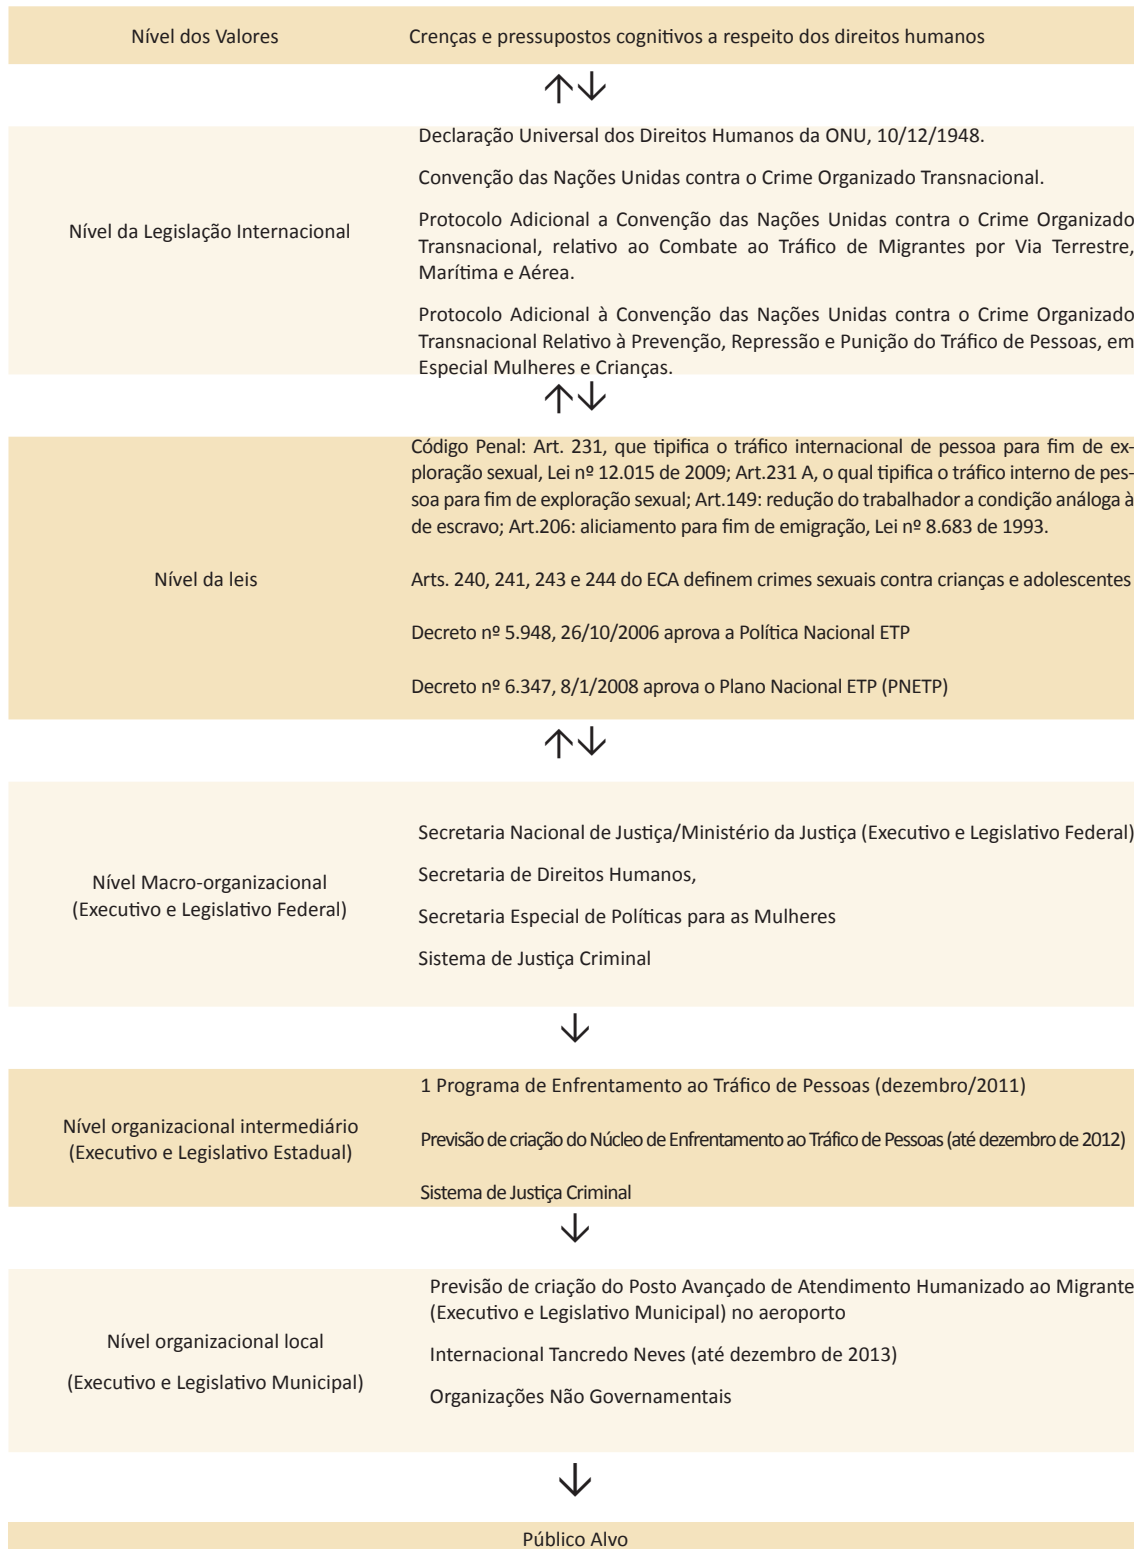 Nível dos Valores
Crenças e pressupostos cognitivos a respeito dos direitos humanos
↑↓
Nível da Legislação Internacional
Declaração Universal dos Direitos Humanos da ONU, 10/12/1948.
Convenção das Nações Unidas contra o Crime Organizado Transnacional.
Protocolo Adicional a Convenção das Nações Unidas contra o Crime Organizado
Transnacional, relativo ao Combate ao Tráfico de Migrantes por Via Terrestre,
Marítima e Aérea.
Protocolo Adicional à Convenção das Nações Unidas contra o Crime Organizado
Transnacional Relativo à Prevenção, Repressão e Punição do Tráfico de Pessoas, em
Especial Mulheres e Crianças.
↑↓
Nível da leis
Código Penal: Art. 231, que tipifica o tráfico internacional de pessoa para fim de ex-
ploração sexual, Lei nº 12.015 de 2009; Art.231 A, o qual tipifica o tráfico interno de pes-
soa para fim de exploração sexual; Art.149: redução do trabalhador a condição análoga à
de escravo; Art.206: aliciamento para fim de emigração, Lei nº 8.683 de 1993.
Arts. 240, 241, 243 e 244 do ECA definem crimes sexuais contra crianças e adolescentes
Decreto nº 5.948, 26/10/2006 aprova a Política Nacional ETP
Decreto nº 6.347, 8/1/2008 aprova o Plano Nacional ETP (PNETP)
↑↓
Nível Macro-organizacional
(Executivo e Legislativo Federal)
Secretaria Nacional de Justiça/Ministério da Justiça (Executivo e Legislativo Federal)
Secretaria de Direitos Humanos,
Secretaria Especial de Políticas para as Mulheres
Sistema de Justiça Criminal
↓
Nível organizacional intermediário
(Executivo e Legislativo Estadual)
1 Programa de Enfrentamento ao Tráfico de Pessoas (dezembro/2011)
Previsão de criação do Núcleo de Enfrentamento ao Tráfico de Pessoas (até dezembro de 2012)
Sistema de Justiça Criminal
↓
Nível organizacional local
(Executivo e Legislativo Municipal)
Previsão de criação do Posto Avançado de Atendimento Humanizado ao Migrante
(Executivo e Legislativo Municipal) no aeroporto
Internacional Tancredo Neves (até dezembro de 2013)
Organizações Não Governamentais
↓
Público Alvo